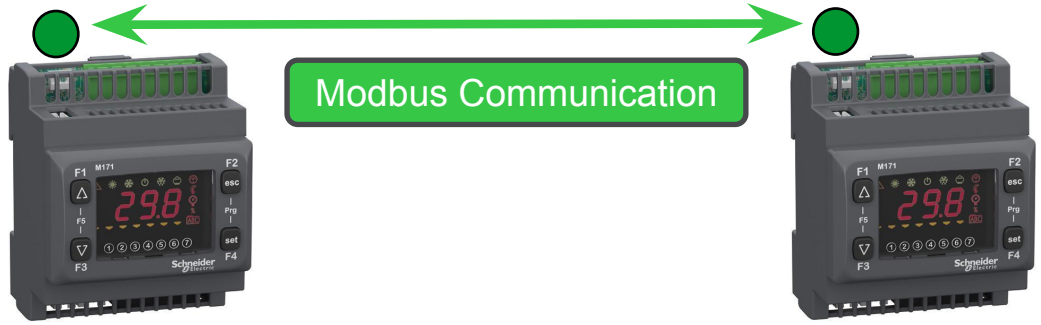 Modbus Communication
M171
F1
F2
esc
29.8
F5
Prg
ABC
set
1 2 3 4 5 6 7
F3
F4
Schneider
Electric
M171
F1
F2
esc
29.8
F5
Prg
ABC
set
1 2 3 4 5 6 7
F3
F4
Schneider
Electric